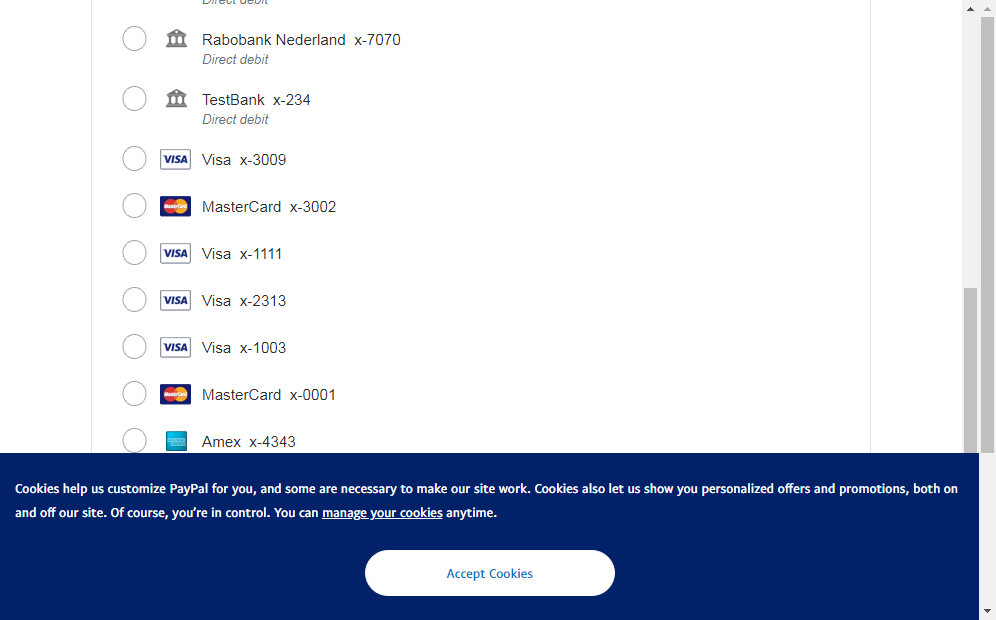 Direct debit
Rabobank Nederland x-7070
Direct debit
TestBank x-234
Direct debit
VISA Visa x-3009
MasterCard MasterCard x-3002
VISA Visa x-1111
VISA Visa x-2313
VISA Visa x-1003
MasterCard MasterCard x-0001
Amex x-4343
Cookies help us customize PayPal for you, and some are necessary to make our site work. Cookies also let us show you personalized offers and promotions, both on
and off our site. Of course, you’re in control. You can manage your cookies anytime.
Accept Cookies